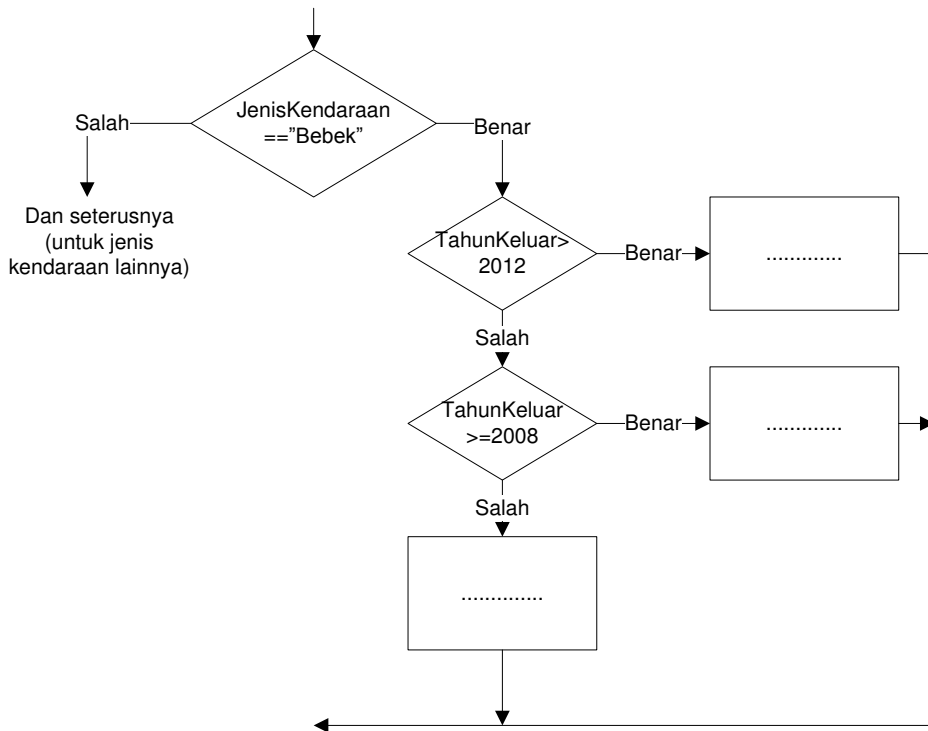 JenisKendaraan
==”Bebek”
Salah
Benar
Dan seterusnya
(untuk jenis
kendaraan lainnya)
TahunKeluar>
2012
Benar
.............
Salah
TahunKeluar
>=2008
Benar
.............
Salah
..............